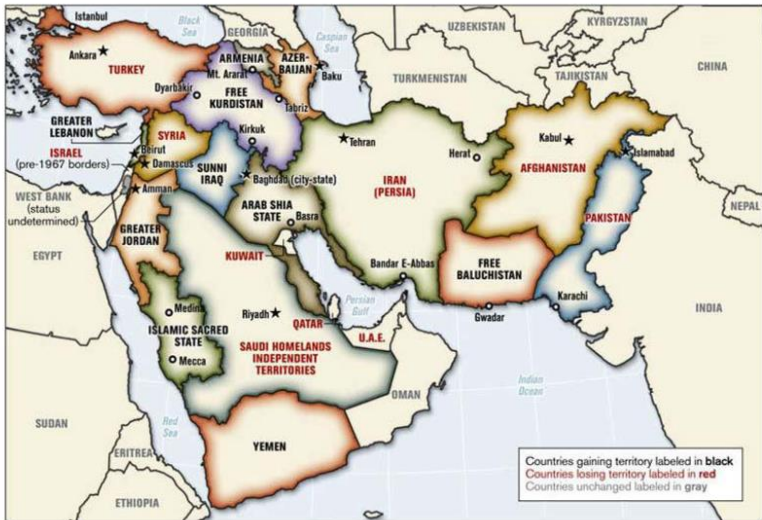 Istanbul
Black
Sea
GEORGIA
Caspian
Sea
UZBEKISTAN
KYRGYZSTAN
Ankara
TURKEY
ARMENIA
AZER-
BAIJAN
Baku
TURKMENISTAN
TAJIKISTAN
CHINA
Mt. Ararat
Dyarbakir
FREE
KURDISTAN
Tabriz
GREATER
LEBANON
SYRIA
Kirkuk
Tehran
Herat
Kabul
Islamabad
ISRAEL
(pre-1967 borders)
Beirut
Damascus
SUNNI
IRAQ
Baghdad (city-state)
IRAN
(PERSIA)
AFGHANISTAN
WEST BANK
(status
undetermined)
Amman
ARAB SHIA
STATE
Basra
PAKISTAN
NEPAL
GREATER
JORDAN
EGYPT
KUWAIT
Bandar E-Abbas
FREE
BALUCHISTAN
Karachi
Gwadar
INDIA
Medina
ISLAMIC SACRED
STATE
Mecca
Riyadh
Persian
Gulf
QATAR
U.A.E.
SAUDI HOMELANDS
INDEPENDENT
TERRITORIES
OMAN
Indian
Ocean
SUDAN
Red
Sea
YEMEN
ERITREA
ETHIOPIA
Countries gaining territory labeled in black
Countries losing territory labeled in red
Countries unchanged labeled in gray